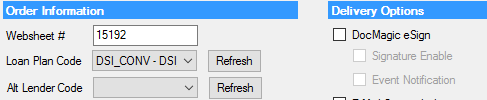 Order Information
Websheet # 15192
Loan Plan Code DSI_CONV - DSI Refresh
Alt Lender Code Refresh
Delivery Options
DocMagic eSign
Signature Enable
Event Notification